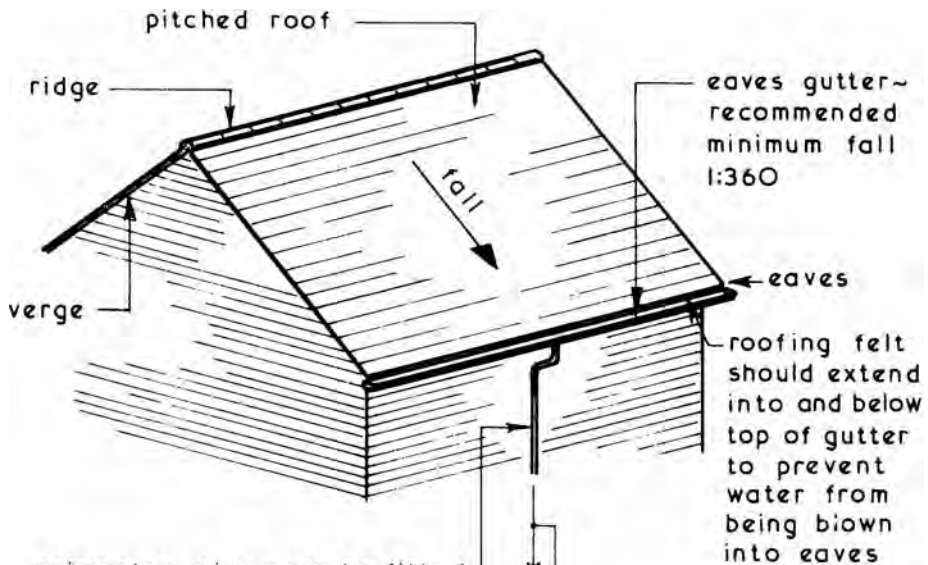 pitched roof
ridge
eaves gutter~
recommended
minimum fall
1:360
fall
eaves
verge
roofing felt
should extend
into and below
top of gutter
to prevent
water from
being blown
into eaves